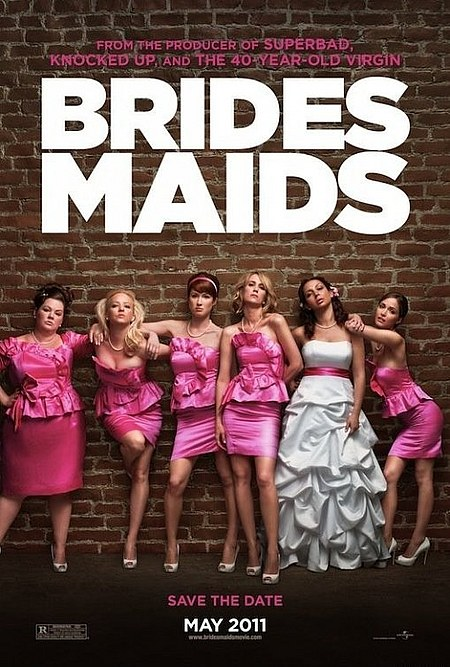 FROM THE PRODUCER OF SUPERBAD,
KNOCKED UP, AND THE 40-YEAR-OLD VIRGIN
BRIDES
MAIDS
SAVE THE DATE
MAY 2011
www.bridesmaidsmovie.com
R